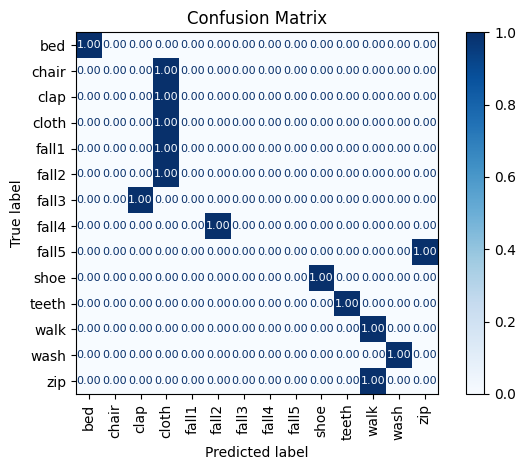 Confusion Matrix
bed 1.00 0.00 0.00 0.00 0.00 0.00 0.00 0.00 0.00 0.00 0.00 0.00 0.00 0.00
chair 0.00 0.00 0.00 1.00 0.00 0.00 0.00 0.00 0.00 0.00 0.00 0.00 0.00 0.00
clap 0.00 0.00 0.00 1.00 0.00 0.00 0.00 0.00 0.00 0.00 0.00 0.00 0.00 0.00
cloth 0.00 0.00 0.00 1.00 0.00 0.00 0.00 0.00 0.00 0.00 0.00 0.00 0.00 0.00
fall1 0.00 0.00 0.00 1.00 0.00 0.00 0.00 0.00 0.00 0.00 0.00 0.00 0.00 0.00
fall2 0.00 0.00 0.00 1.00 0.00 0.00 0.00 0.00 0.00 0.00 0.00 0.00 0.00 0.00
fall3 0.00 0.00 1.00 0.00 0.00 0.00 0.00 0.00 0.00 0.00 0.00 0.00 0.00 0.00
fall4 0.00 0.00 0.00 0.00 0.00 1.00 0.00 0.00 0.00 0.00 0.00 0.00 0.00 0.00
fall5 0.00 0.00 0.00 0.00 0.00 0.00 0.00 0.00 0.00 0.00 0.00 0.00 0.00 1.00
shoe 0.00 0.00 0.00 0.00 0.00 0.00 0.00 0.00 0.00 1.00 0.00 0.00 0.00 0.00
teeth 0.00 0.00 0.00 0.00 0.00 0.00 0.00 0.00 0.00 0.00 1.00 0.00 0.00 0.00
walk 0.00 0.00 0.00 0.00 0.00 0.00 0.00 0.00 0.00 0.00 0.00 1.00 0.00 0.00
wash 0.00 0.00 0.00 0.00 0.00 0.00 0.00 0.00 0.00 0.00 0.00 0.00 1.00 0.00
zip 0.00 0.00 0.00 0.00 0.00 0.00 0.00 0.00 0.00 0.00 0.00 1.00 0.00 0.00
True label
bed chair clap cloth fall1 fall2 fall3 fall4 fall5 shoe teeth walk wash zip
Predicted label
1.0
0.8
0.6
0.4
0.2
0.0